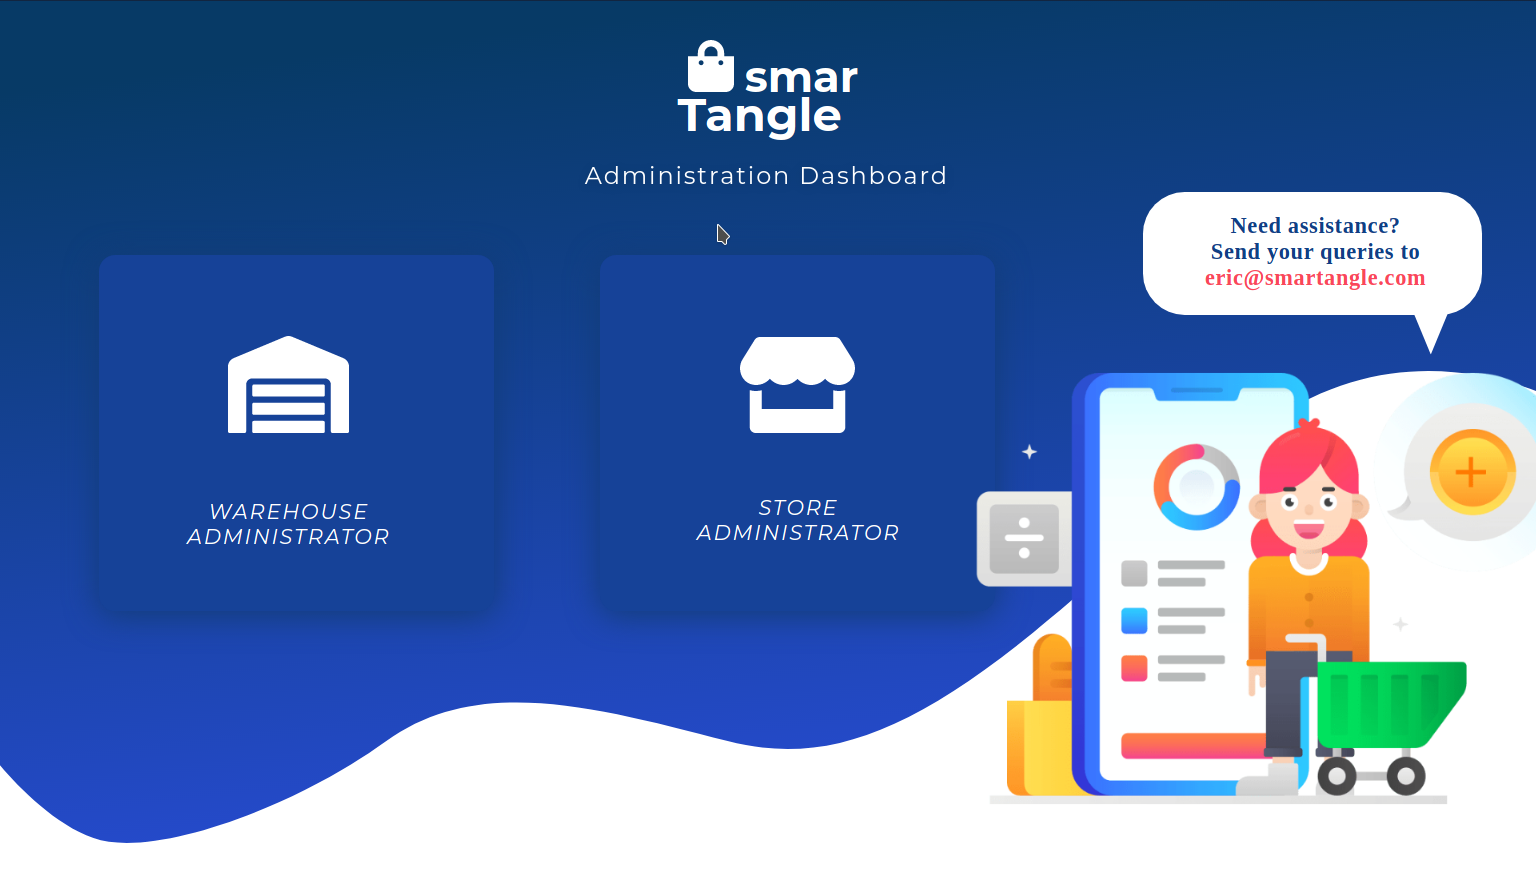 smar
Tangle
Administration Dashboard
Need assistance?
Send your queries to
eric@smartangle.com
WAREHOUSE
ADMINISTRATOR
STORE
ADMINISTRATOR